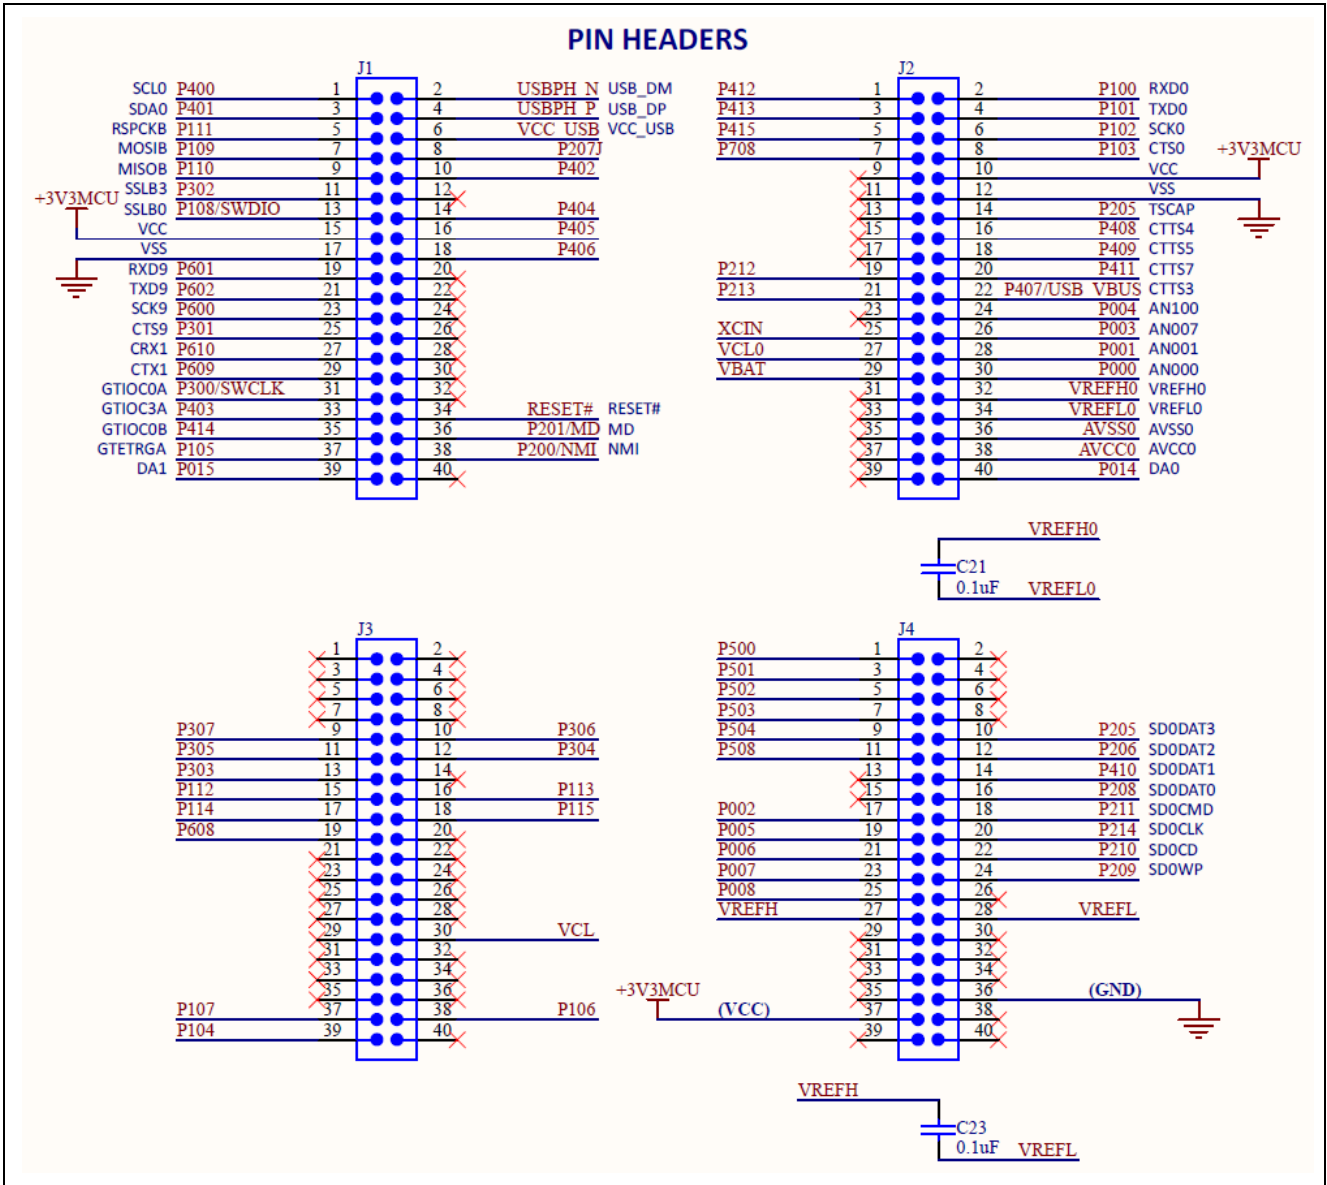 PIN HEADERS
J1
SCL0 P400 1 2 USBPH_N USB_DM
SDA0 P401 3 4 USBPH_P USB_DP
RSPCKB P111 5 6 VCC_USB VCC_USB
MOSIB P109 7 8 P207J
MISOB P110 9 10 P402
SSLB3 P302 11 12
+3V3MCU
SSLB0 P108/SWDIO 13 14 P404
VCC 15 16 P405
VSS 17 18 P406
RXD9 P601 19 20
TXD9 P602 21 22
SCK9 P600 23 24
CTS9 P301 25 26
CRX1 P610 27 28
CTX1 P609 29 30
GTIOC0A P300/SWCLK 31 32
GTIOC3A P403 33 34 RESET# RESET#
GTIOC0B P414 35 36 P201/MD MD
GTETRGA P105 37 38 P200/NMI NMI
DA1 P015 39 40
J2
P412 1 2 P100 RXD0
P413 3 4 P101 TXD0
P415 5 6 P102 SCK0
P708 7 8 P103 CTS0 +3V3MCU
9 10 VCC
11 12 VSS
13 14 P205 TSCAP
15 16 P408 CTTS4
17 18 P409 CTTS5
P212 19 20 P411 CTTS7
P213 21 22 P407/USB_VBUS CTTS3
23 24 P004 AN100
XCIN 25 26 P003 AN007
VCL0 27 28 P001 AN001
VBAT 29 30 P000 AN000
31 32 VREFH0 VREFH0
33 34 VREFL0 VREFL0
35 36 AVSS0 AVSS0
37 38 AVCC0 AVCC0
39 40 P014 DA0
VREFH0
C21
0.1uF VREFL0
J3
1 2
3 4
5 6
7 8
P307 9 10 P306
P305 11 12 P304
P303 13 14
P112 15 16 P113
P114 17 18 P115
P608 19 20
21 22
23 24
25 26
27 28
29 30 VCL
31 32
33 34
35 36
P107 37 38 P106
P104 39 40
J4
P500 1 2
P501 3 4
P502 5 6
P503 7 8
P504 9 10 P205 SD0DAT3
P508 11 12 P206 SD0DAT2
13 14 P410 SD0DAT1
15 16 P208 SD0DAT0
P002 17 18 P211 SD0CMD
P005 19 20 P214 SD0CLK
P006 21 22 P210 SD0CD
P007 23 24 P209 SD0WP
P008 25 26
VREFH 27 28 VREFL
29 30
31 32
33 34
35 36 (GND)
+3V3MCU
(VCC) 37 38
39 40
VREFH
C23
0.1uF VREFL